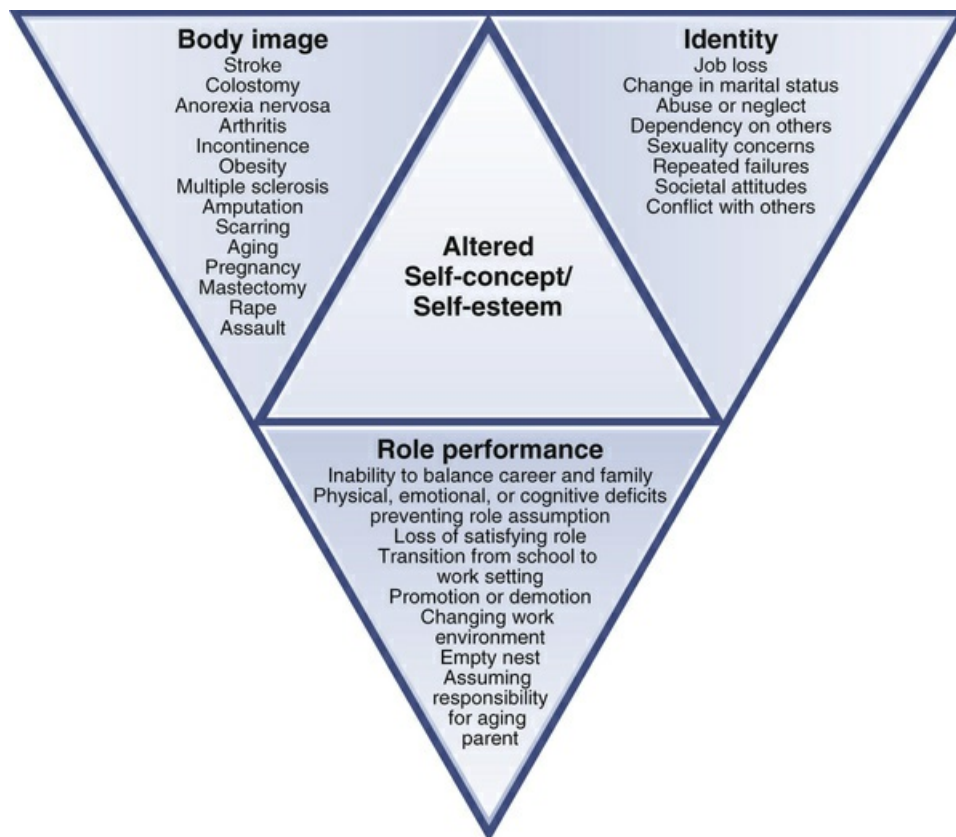 Body image
Stroke
Colostomy
Anorexia nervosa
Arthritis
Incontinence
Obesity
Multiple sclerosis
Amputation
Scarring
Aging
Pregnancy
Mastectomy
Rape
Assault
Identity
Job loss
Change in marital status
Abuse or neglect
Dependency on others
Sexuality concerns
Repeated failures
Societal attitudes
Conflict with others
Altered
Self-concept/
Self-esteem
Role performance
Inability to balance career and family
Physical, emotional, or cognitive deficits
preventing role assumption
Loss of satisfying role
Transition from school to
work setting
Promotion or demotion
Changing work
environment
Empty nest
Assuming
responsibility
for aging
parent